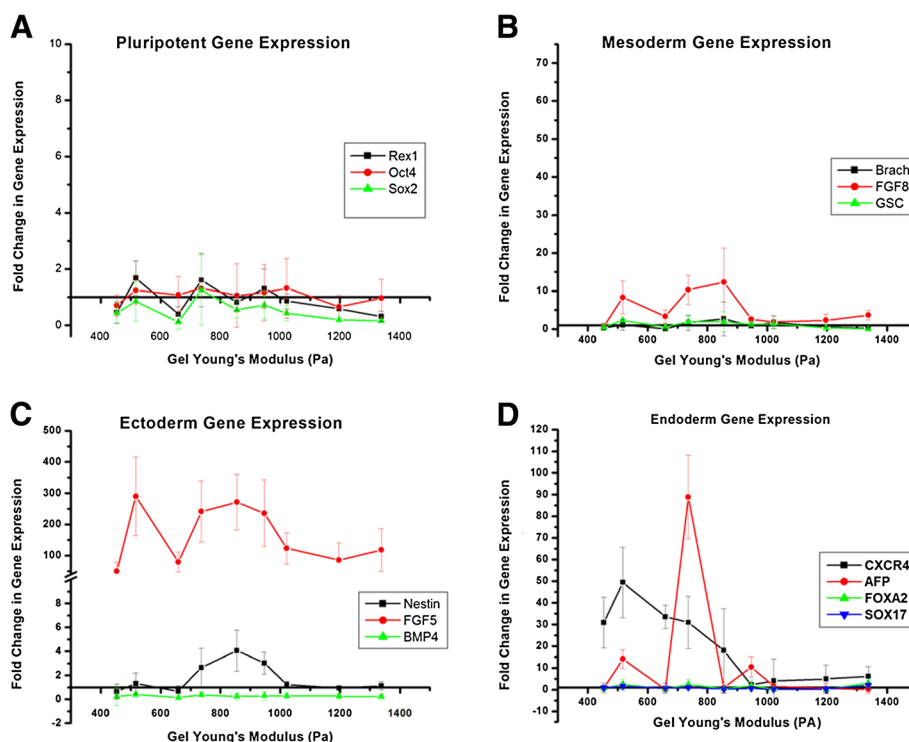 A
Pluripotent Gene Expression
Fold Change in Gene Expression
10
8
6
4
2
0
Rex1
Oct4
Sox2
400 600 800 1000 1200 1400
Gel Young's Modulus (Pa)
B
Mesoderm Gene Expression
Fold Change in Gene Expression
70
60
50
40
30
20
10
0
Brach
FGF8
GSC
400 600 800 1000 1200 1400
Gel Young's Modulus (Pa)
C
Ectoderm Gene Expression
Fold Change in Gene Expression
500
400
300
200
100
8
6
4
2
0
-2
Nestin
FGF5
BMP4
400 600 800 1000 1200 1400
Gel Young's Modulus (Pa)
D
Endoderm Gene Expression
Fold Change in Gene Expression
120
110
100
90
80
70
60
50
40
30
20
10
0
-10
CXCR4
AFP
FOXA2
SOX17
400 600 800 1000 1200 1400
Gel Young's Modulus (PA)